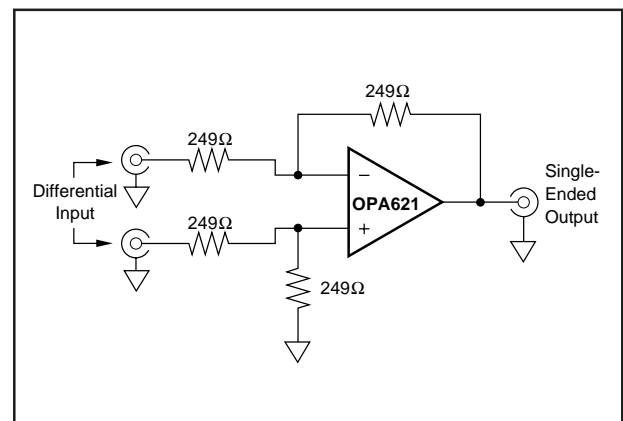 249Ω
249Ω
Differential
Input
−
OPA621
+
249Ω
249Ω
Single-
Ended
Output